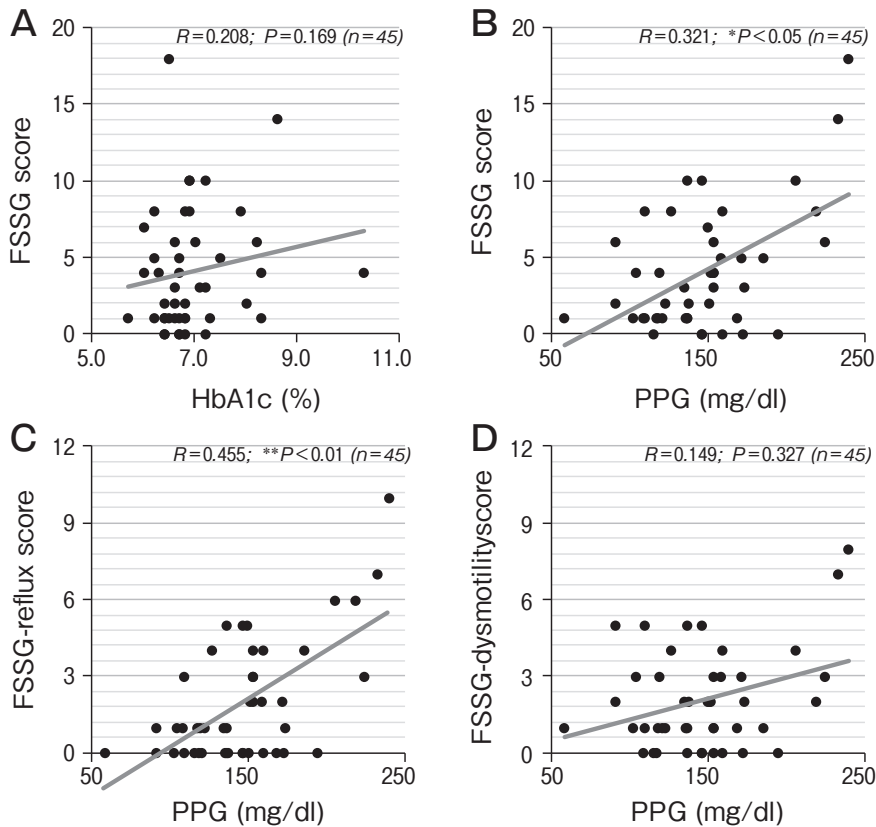 A
R=0.208; P=0.169 (n=45)
FSSG score
20
15
10
5
0
5.0 7.0 9.0 11.0
HbA1c (%)
B
R=0.321; *P<0.05 (n=45)
FSSG score
20
15
10
5
0
50 150 250
PPG (mg/dl)
C
R=0.455; **P<0.01 (n=45)
FSSG-reflux score
12
9
6
3
0
50 150 250
PPG (mg/dl)
D
R=0.149; P=0.327 (n=45)
FSSG-dysmotilityscore
12
9
6
3
0
50 150 250
PPG (mg/dl)